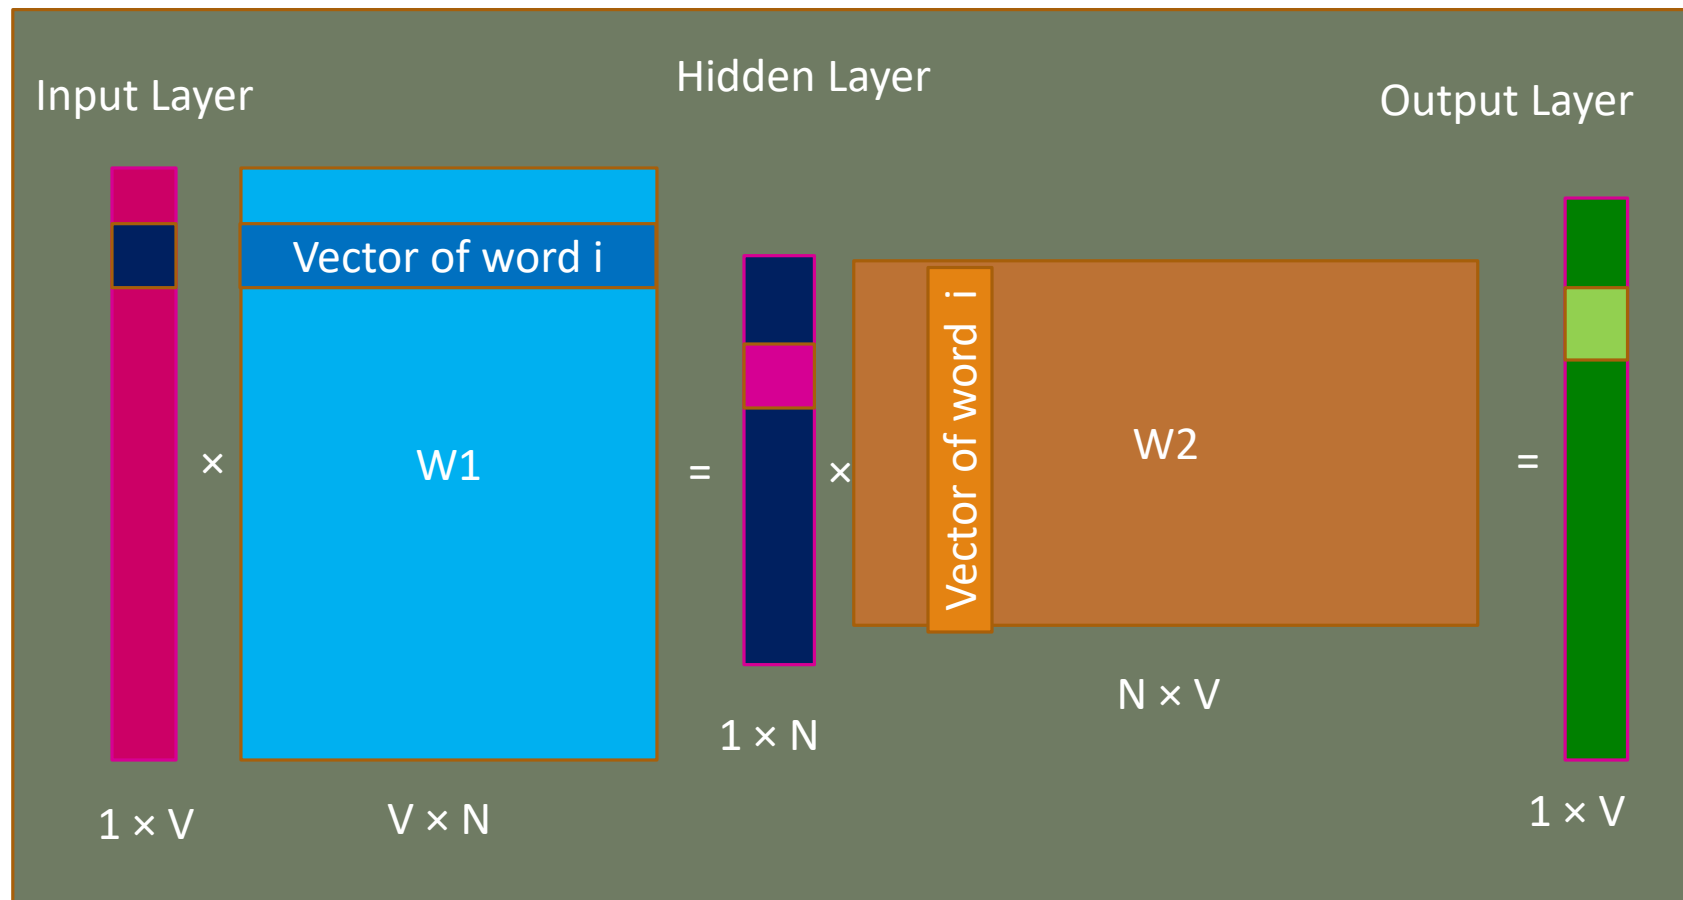 Input Layer
Hidden Layer
Output Layer
Vector of word i
Vector of word i
W1
W2
×
=
×
=
1 × V
V × N
1 × N
N × V
1 × V